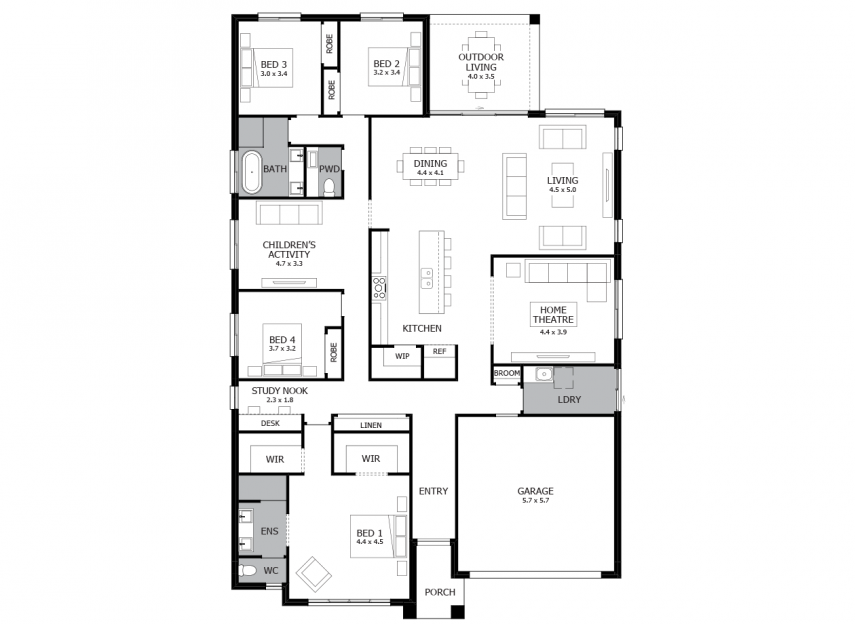 BED 3
3.0 x 3.4
ROBE
ROBE
BED 2
3.2 x 3.4
OUTDOOR
LIVING
4.0 x 3.5
BATH
PWD
DINING
4.4 x 4.1
LIVING
4.5 x 5.0
CHILDREN'S
ACTIVITY
4.7 x 3.3
KITCHEN
HOME
THEATRE
4.4 x 3.9
BED 4
3.7 x 3.2
ROBE
WIP
REF
BROOM
LDRY
STUDY NOOK
2.3 x 1.8
DESK
LINEN
WIR
WIR
ENTRY
GARAGE
5.7 x 5.7
ENS
BED 1
4.4 x 4.5
WC
PORCH